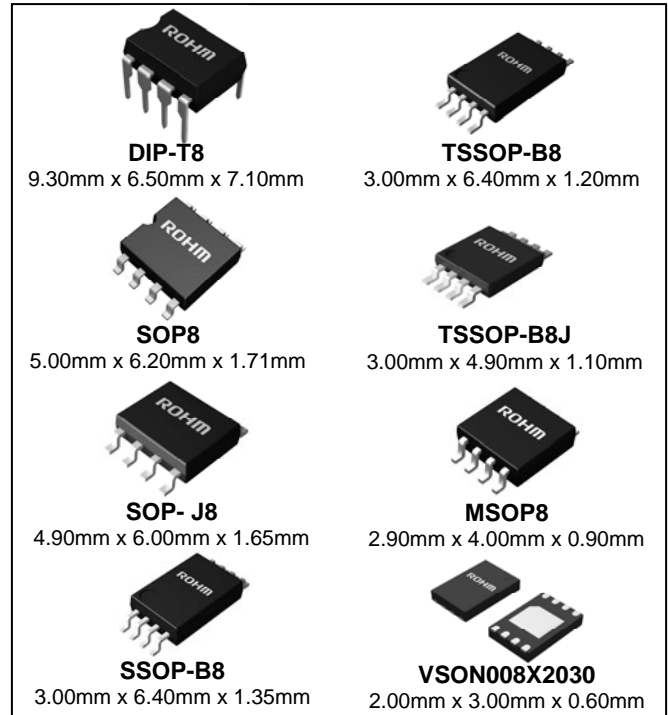 ROHM
DIP-T8
9.30mm x 6.50mm x 7.10mm
ROHM
TSSOP-B8
3.00mm x 6.40mm x 1.20mm
ROHM
SOP8
5.00mm x 6.20mm x 1.71mm
ROHM
TSSOP-B8J
3.00mm x 4.90mm x 1.10mm
ROHM
SOP- J8
4.90mm x 6.00mm x 1.65mm
ROHM
MSOP8
2.90mm x 4.00mm x 0.90mm
ROHM
SSOP-B8
3.00mm x 6.40mm x 1.35mm
ROHM
VSON008X2030
2.00mm x 3.00mm x 0.60mm